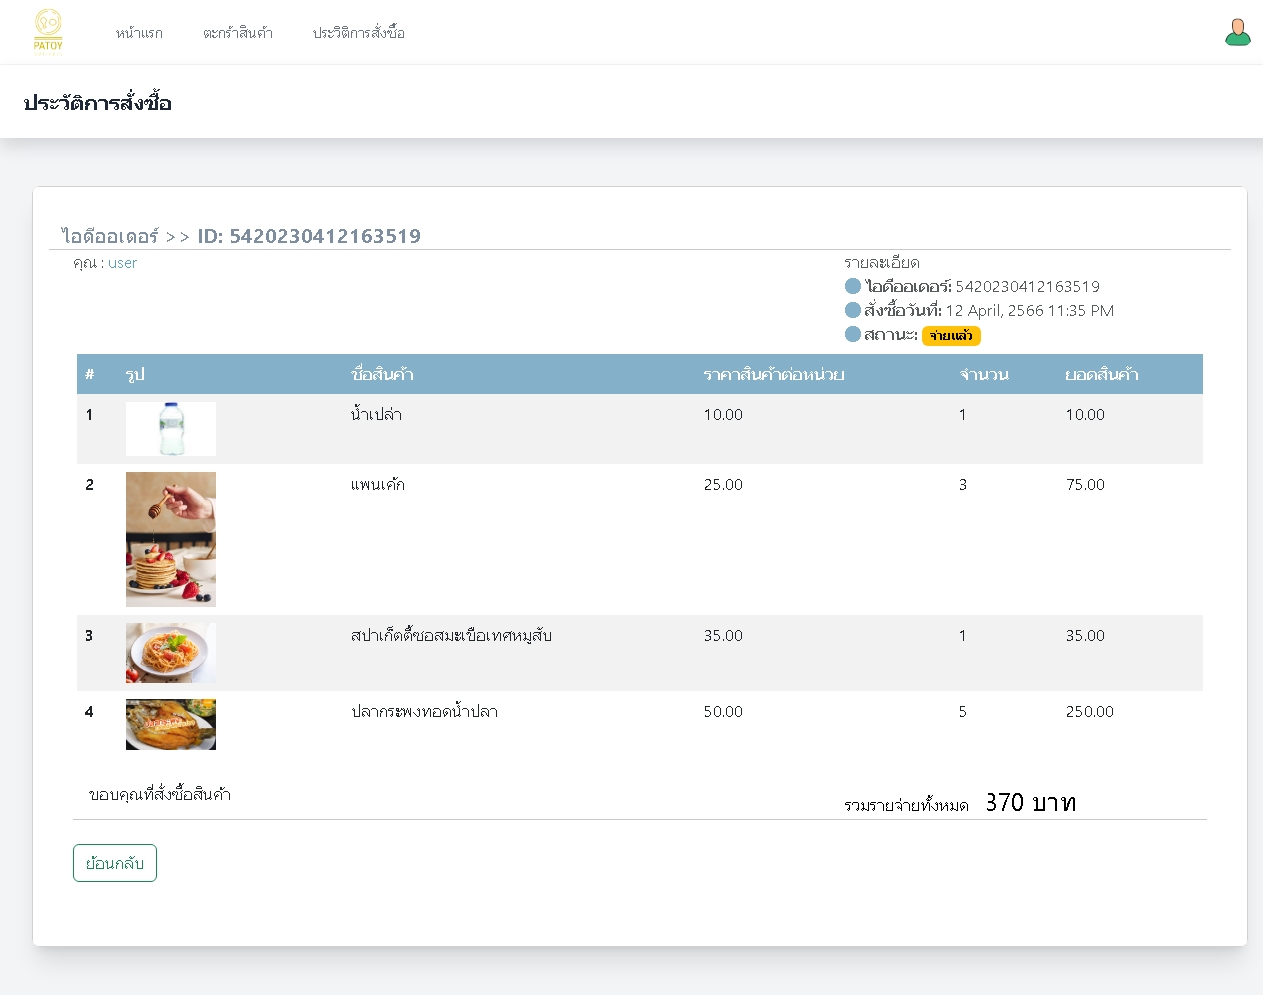 PATOY
หน้าแรก ตะกร้าสินค้า ประวิติการสั่งซื้อ
ประวัติการสั่งซื้อ
ไอดีออเดอร์ >> ID: 5420230412163519
คุณ : user
รายละเอียด
ไอดีออเดอร์: 5420230412163519
สั่งซื้อวันที่: 12 April, 2566 11:35 PM
สถานะ: จ่ายแล้ว
# รูป ชื่อสินค้า ราคาสินค้าต่อหน่วย จำนวน ยอดสินค้า
1 น้ำเปล่า 10.00 1 10.00
2 แพนเค้ก 25.00 3 75.00
3 สปาเก็ตตี้ซอสมะเขือเทศหมูสับ 35.00 1 35.00
4 ปลากระพงทอดน้ำปลา 50.00 5 250.00
ขอบคุณที่สั่งซื้อสินค้า
รวมรายจ่ายทั้งหมด 370 บาท
ย้อนกลับ